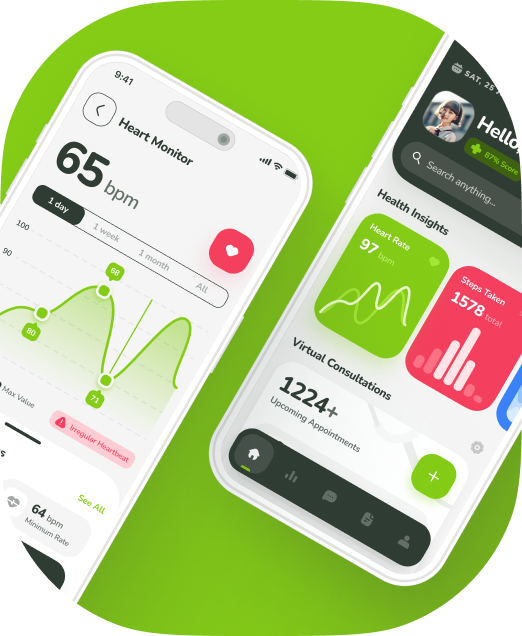 9:41
Heart Monitor
65 bpm
1 day
1 week
1 month
All
100
90
68
80
71
Max Value
Irregular Heartbeat
See All
64 bpm
Minimum Rate
SAT, 25
Hello,
87% Score
Search anything...
Health Insights
Heart Rate
97 bpm
Steps Taken
1578 total
Virtual Consultations
1224+
Upcoming Appointments